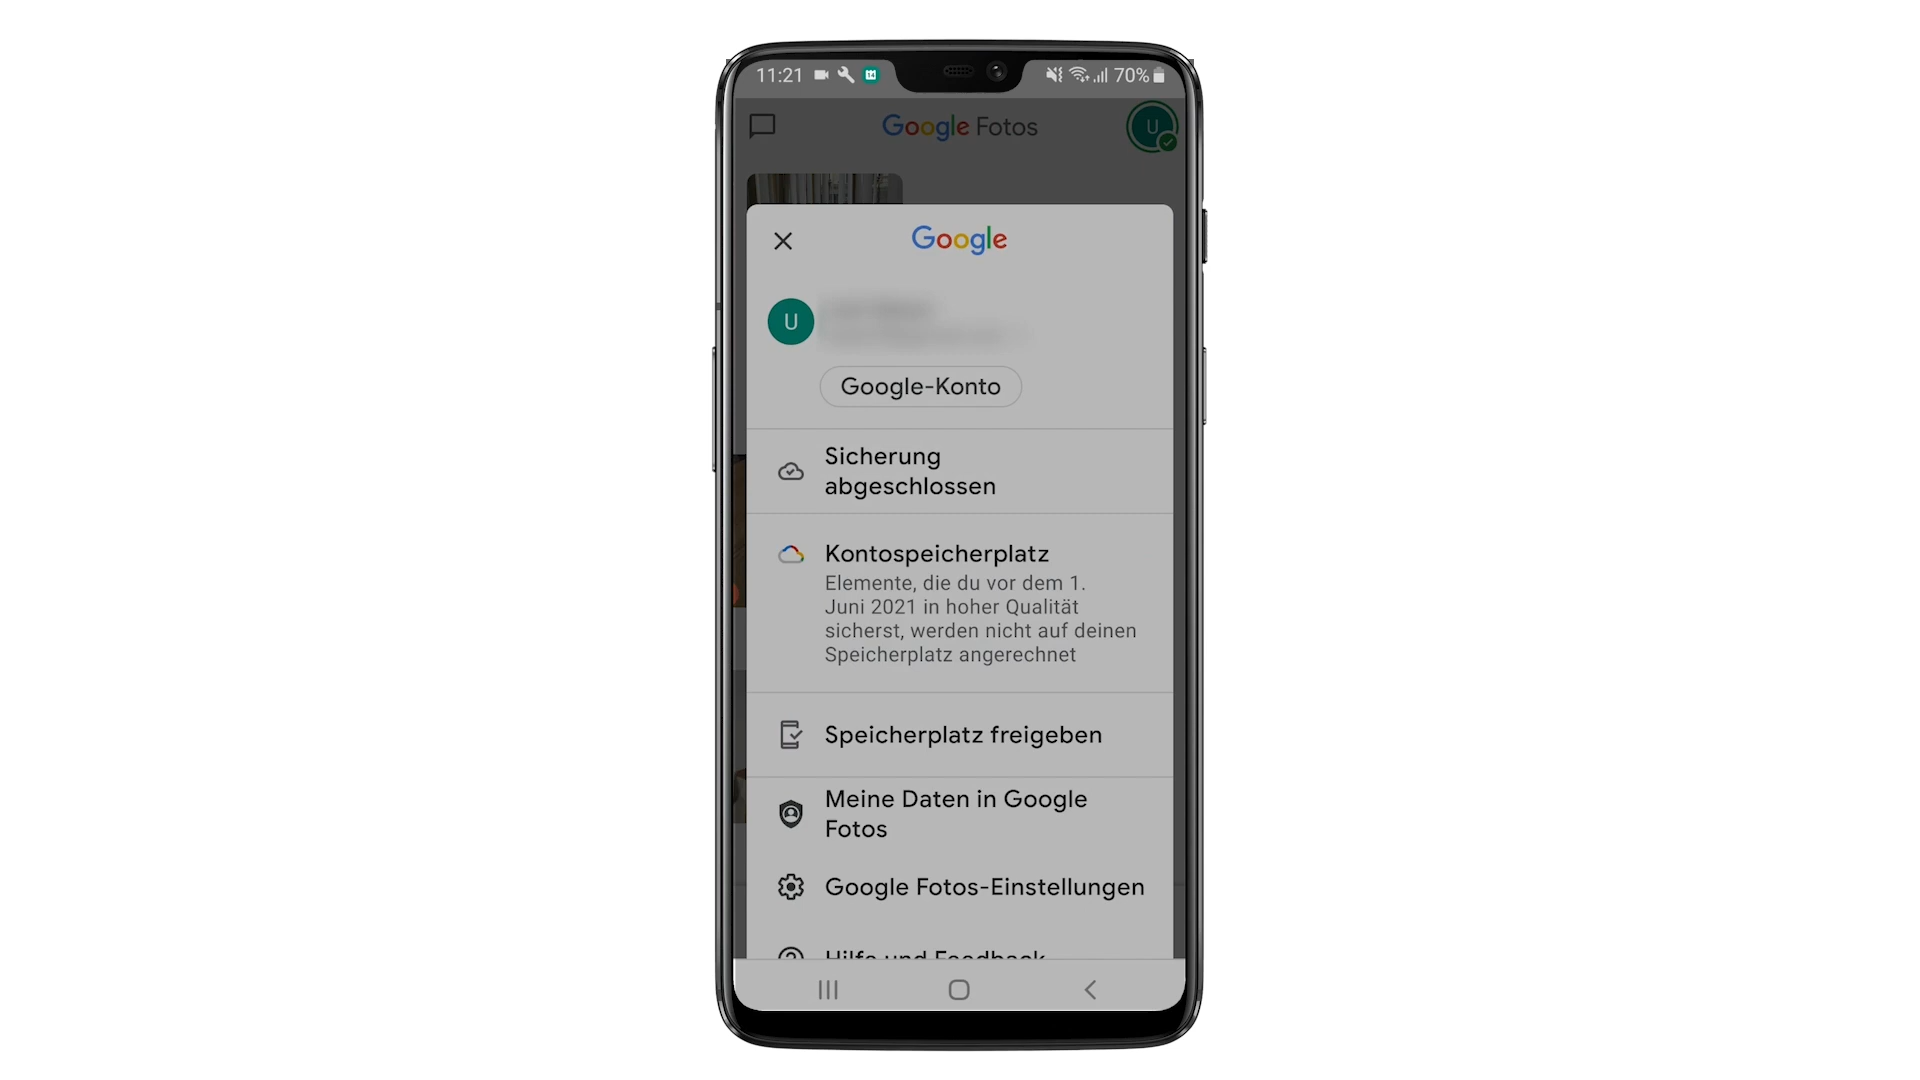 11:21
70%
Google Fotos
U
Google
U
Google-Konto
Sicherung
abgeschlossen
Kontospeicherplatz
Elemente, die du vor dem 1.
Juni 2021 in hoher Qualität
sicherst, werden nicht auf deinen
Speicherplatz angerechnet
Speicherplatz freigeben
Meine Daten in Google
Fotos
Google Fotos-Einstellungen
Hilfe und Feedback